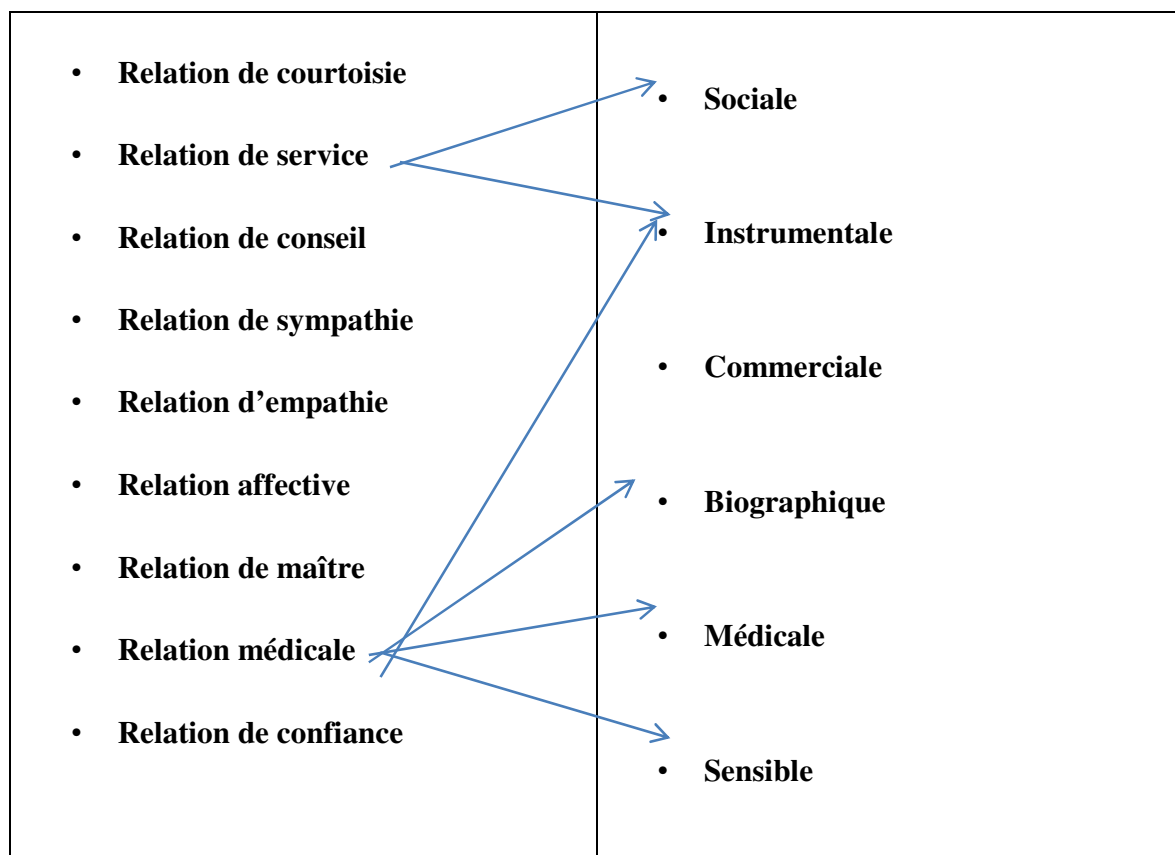 • Relation de courtoisie
• Relation de service
• Relation de conseil
• Relation de sympathie
• Relation d’empathie
• Relation affective
• Relation de maître
• Relation médicale
• Relation de confiance
• Sociale
• Instrumentale
• Commerciale
• Biographique
• Médicale
• Sensible